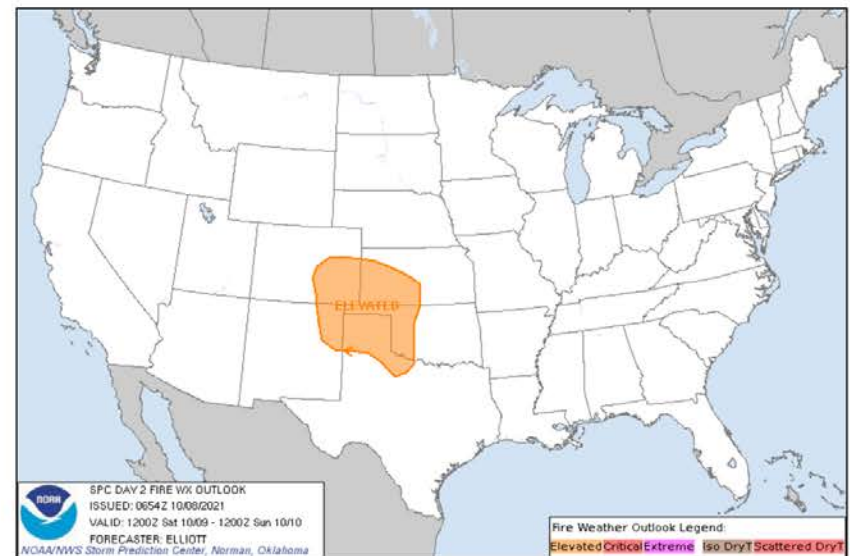 ELEVATED
NOAA
SPC DAY 2 FIRE WX OUTLOOK
ISSUED: 0654Z 10/08/2021
VALID: 1200Z Sat 10/09 - 1200Z Sun 10/10
FORECASTER: ELLIOTT
NOAA/NWS Storm Prediction Center, Norman, Oklahoma
Fire Weather Outlook Legend:
Elevated Critical Extreme Iso DryT Scattered DryT